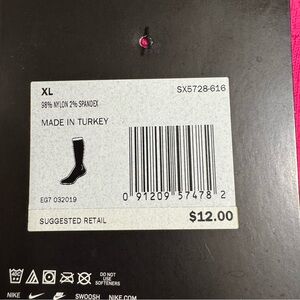 XL SX5728-616
98% NYLON 2% SPANDEX
MADE IN TURKEY
EG7 032019
0 91209 57478 2
SUGGESTED RETAIL $12.00
DO NOT
USE
SOFTENERS
NIKE SWOOSH NIKE.COM